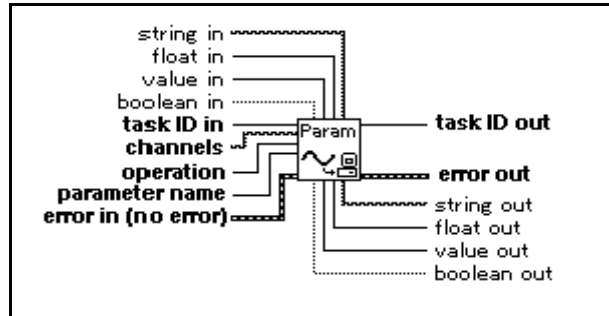 string in
float in
value in
boolean in
task ID in
channels
operation
parameter name
error in (no error)
Param
task ID out
error out
string out
float out
value out
boolean out